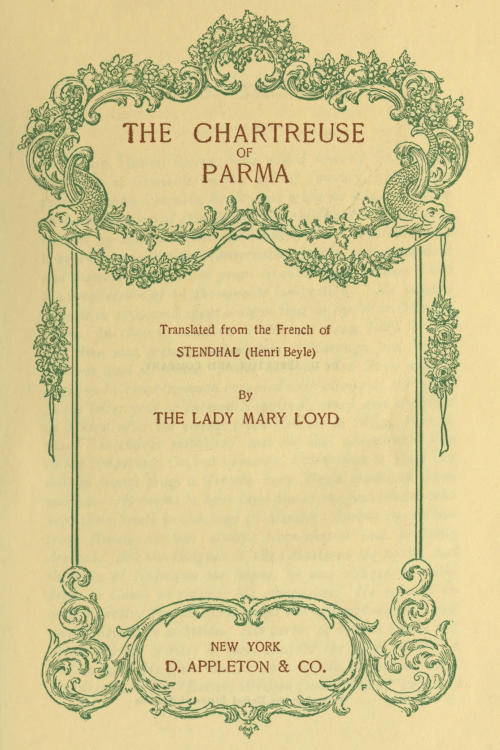 THE CHARTREUSE
OF
PARMA
Translated from the French of
STENDHAL (Henri Beyle)
By
THE LADY MARY LOYD
NEW YORK
D. APPLETON & CO.
W F